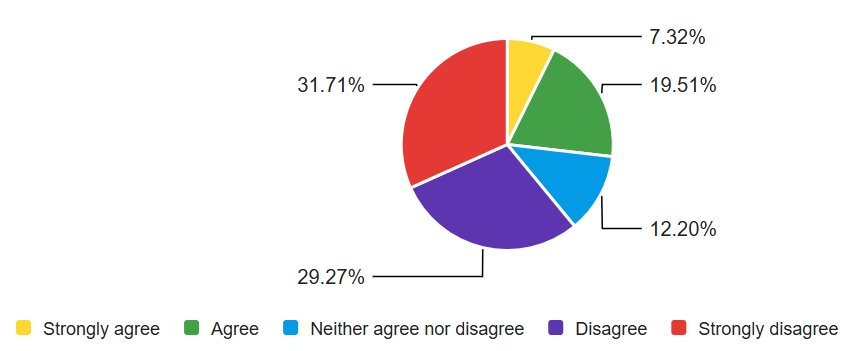 7.32%
31.71%
19.51%
12.20%
29.27%
Strongly agree
Agree
Neither agree nor disagree
Disagree
Strongly disagree